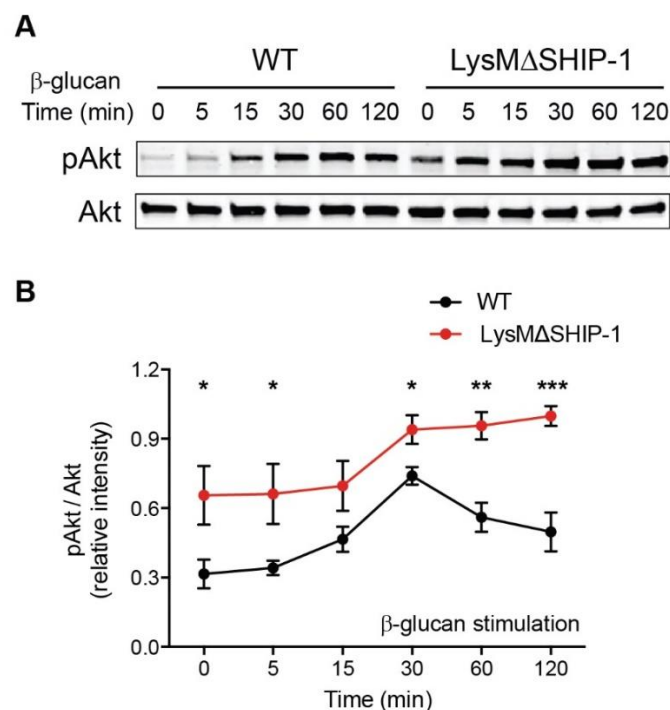 A
WT LysMΔSHIP-1
β-glucan
Time (min) 0 5 15 30 60 120 0 5 15 30 60 120
pAkt
Akt
B
WT
LysMΔSHIP-1
1.2
* * * ** ***
0.9
0.6
0.3
0.0
pAkt / Akt
(relative intensity)
β-glucan stimulation
0 5 15 30 60 120
Time (min)